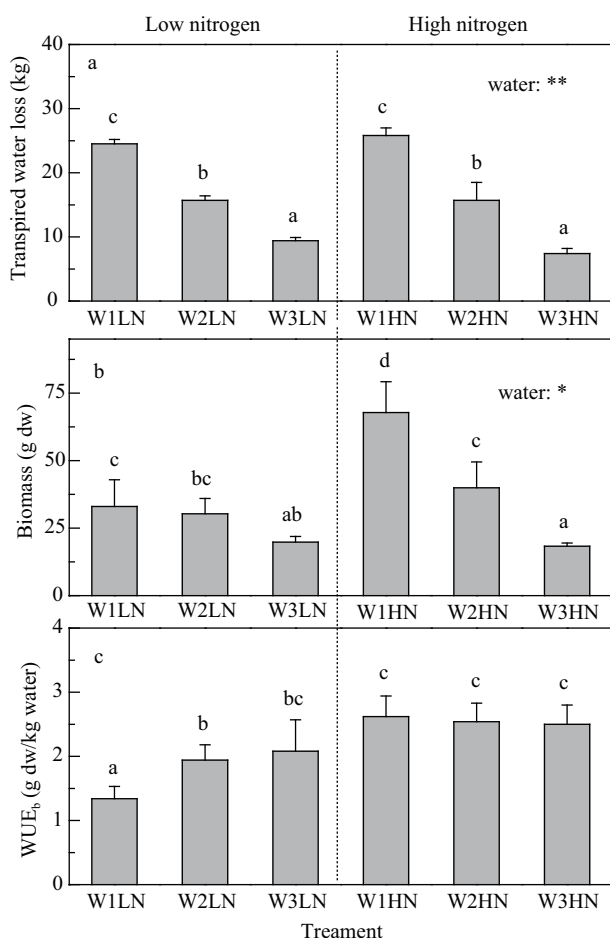 Low nitrogen High nitrogen
Transpired water loss (kg)
40
30
20
10
0
a
water: **
c b a c b a
W1LN W2LN W3LN W1HN W2HN W3HN
Biomass (g dw)
75
50
25
0
b
water: *
c bc ab d c a
W1LN W2LN W3LN W1HN W2HN W3HN
WUEb (g dw/kg water)
4
3
2
1
0
c
a b bc c c c
W1LN W2LN W3LN W1HN W2HN W3HN
Treament